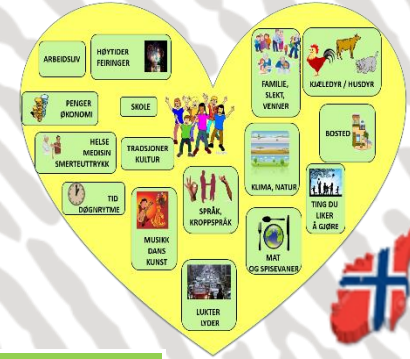 ARBEIDSLIV
HØYTIDER
FEIRINGER
PENGER
ØKONOMI
SKOLE
HELSE
MEDISIN
SMERTEUTTRYKK
TRADSJONER
KULTUR
TID
DØGNRYTME
MUSIKK
DANS
KUNST
SPRÅK,
KROPPSPRÅK
LUKTER
LYDER
FAMILIE,
SLEKT,
VENNER
KJÆLEDYR / HUSDYR
BOSTED
KLIMA, NATUR
TING DU
LIKER
Å GJØRE
MAT
OG SPISEVANER